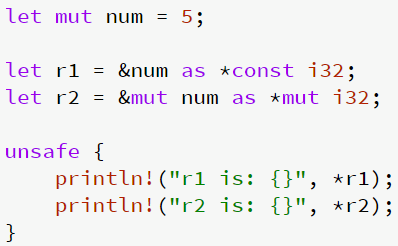 let mut num = 5;

let r1 = &num as *const i32;
let r2 = &mut num as *mut i32;

unsafe {
    println!("r1 is: {}", *r1);
    println!("r2 is: {}", *r2);
}